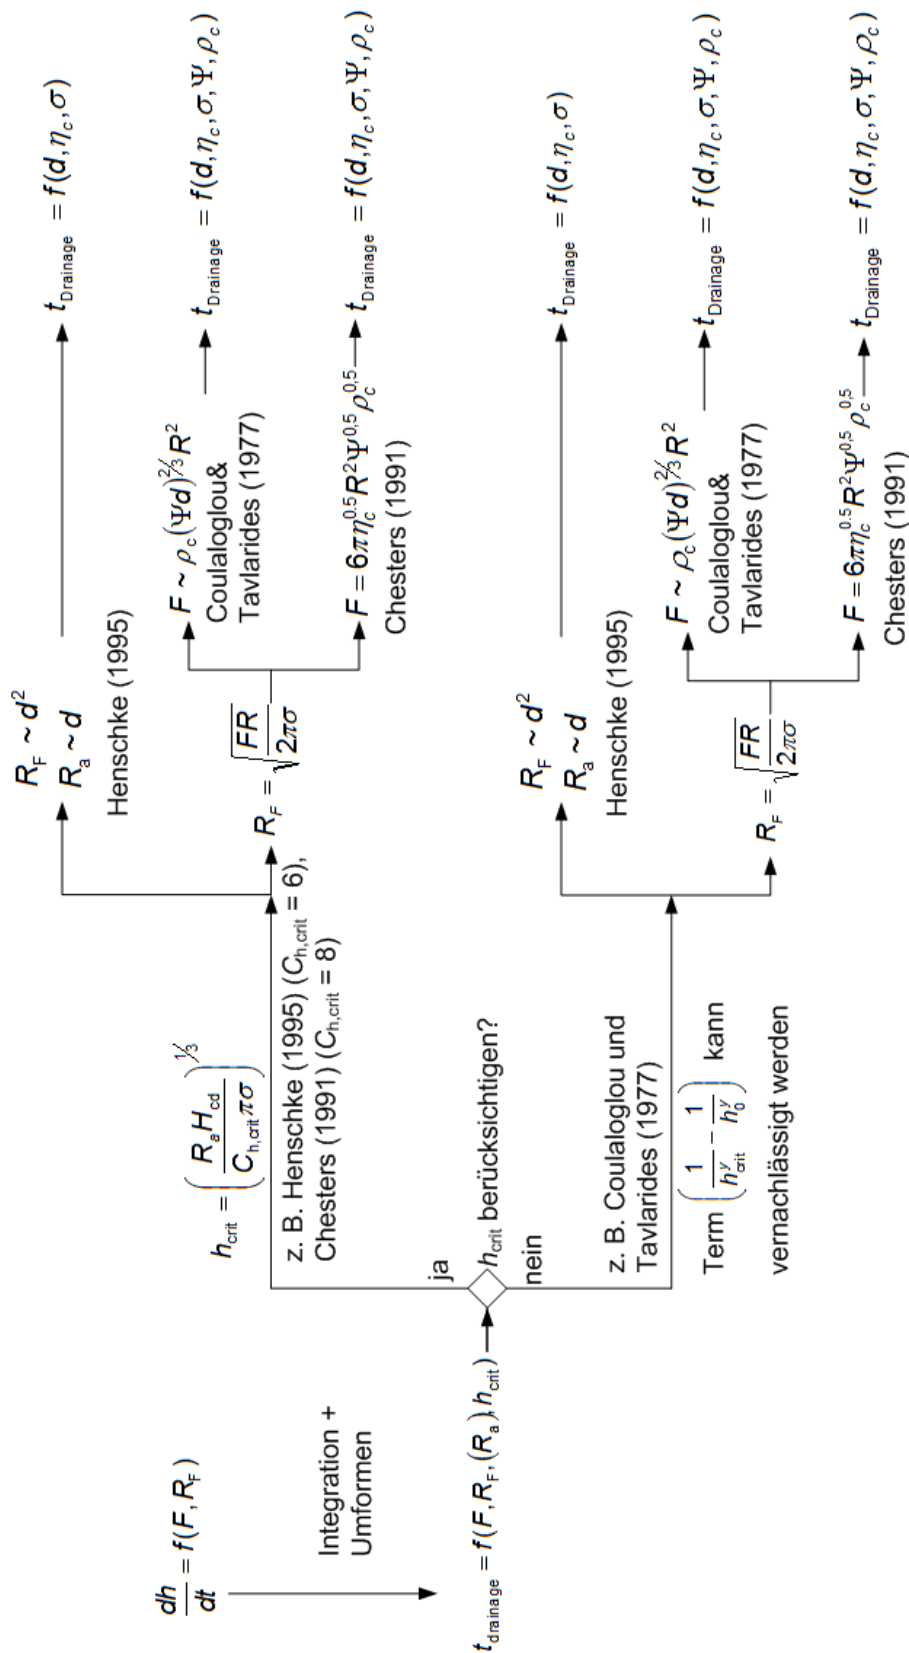 dh/dt = f(F, R_F)
Integration +
Umformen
t_drainage = f(F, R_F, (R_a), h_crit)
h_crit berücksichtigen?
ja
nein
h_crit = (R_a H_cd / C_h,crit πσ)^1/3
z. B. Henschke (1995) (C_h,crit = 6),
Chesters (1991) (C_h,crit = 8)
R_F ~ d²
R_a ~ d
Henschke (1995)
t_Drainage = f(d, η_c, σ)
R_F = √(FR / 2πσ)
F ~ ρ_c (Ψd)^2/3 R²
Coulaloglou&
Tavlarides (1977)
t_Drainage = f(d, η_c, σ, Ψ, ρ_c)
F = 6πη_c^0.5 R² Ψ^0,5 ρ_c^0,5
Chesters (1991)
t_Drainage = f(d, η_c, σ, Ψ, ρ_c)
z. B. Coulaloglou und
Tavlarides (1977)
Term (1/h_crit^y − 1/h_0^y) kann
vernachlässigt werden
R_F ~ d²
R_a ~ d
Henschke (1995)
t_Drainage = f(d, η_c, σ)
R_F = √(FR / 2πσ)
F ~ ρ_c (Ψd)^2/3 R²
Coulaloglou&
Tavlarides (1977)
t_Drainage = f(d, η_c, σ, Ψ, ρ_c)
F = 6πη_c^0.5 R² Ψ^0,5 ρ_c^0,5
Chesters (1991)
t_Drainage = f(d, η_c, σ, Ψ, ρ_c)